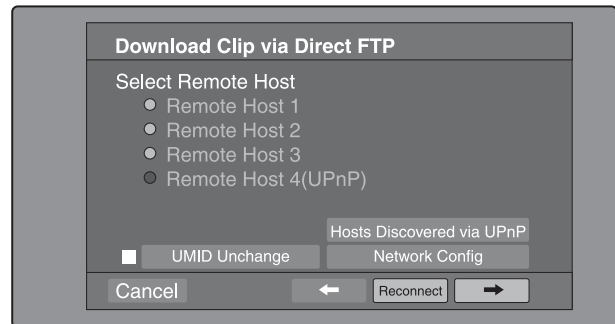 Download Clip via Direct FTP
Select Remote Host
Remote Host 1
Remote Host 2
Remote Host 3
Remote Host 4(UPnP)
Hosts Discovered via UPnP
UMID Unchange
Network Config
Cancel
Reconnect